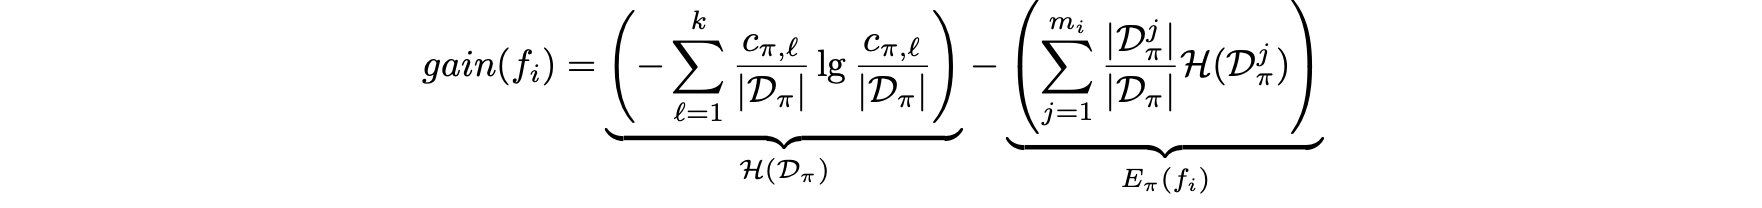 $gain(f_i) = \underbrace{\left(-\sum_{\ell=1}^{k} \frac{c_{\pi,\ell}}{|\mathcal{D}_\pi|} \lg \frac{c_{\pi,\ell}}{|\mathcal{D}_\pi|}\right)}_{\mathcal{H}(\mathcal{D}_\pi)} - \underbrace{\left(\sum_{j=1}^{m_i} \frac{|\mathcal{D}_\pi^j|}{|\mathcal{D}_\pi|} \mathcal{H}(\mathcal{D}_\pi^j)\right)}_{E_\pi(f_i)}$